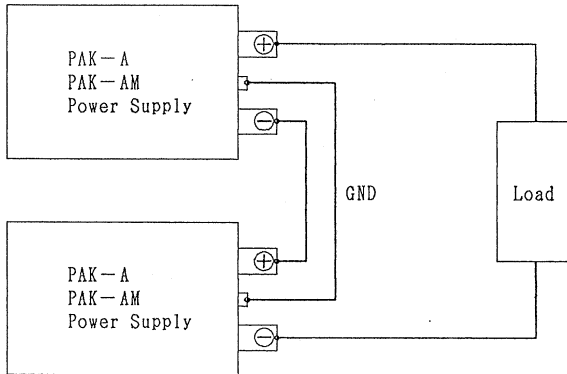 PAK-A
PAK-AM
Power Supply
+
-
GND
Load
PAK-A
PAK-AM
Power Supply
+
-